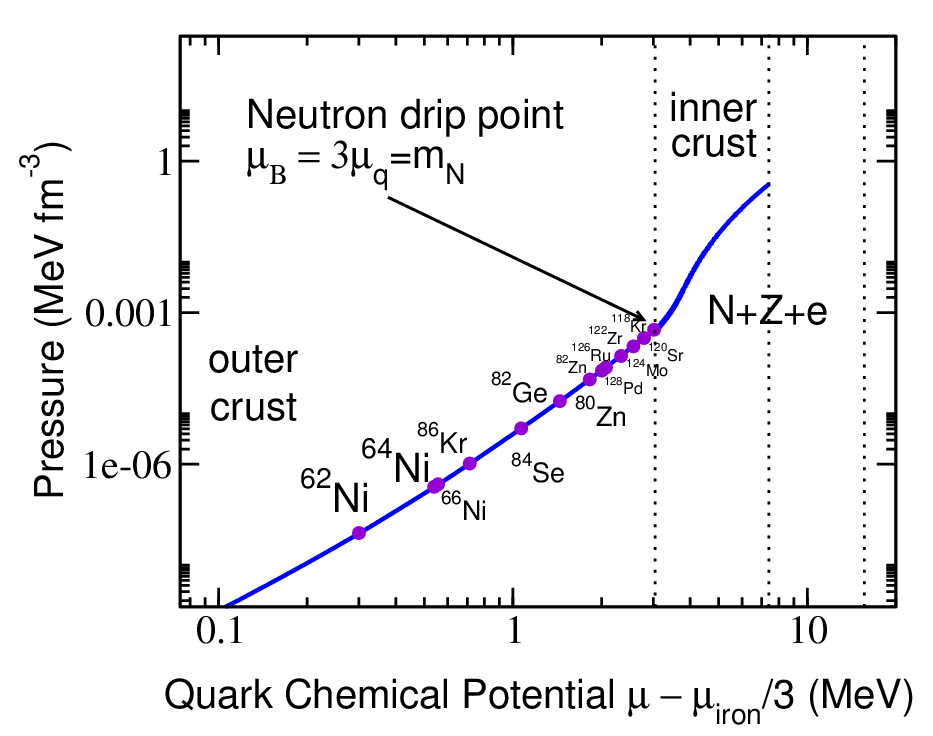 Neutron drip point
μB = 3μq=mN
inner
crust
1
Pressure (MeV fm-3)
0.001
N+Z+e
118Kr
122Zr
120Sr
126Ru
124Mo
82Zn
128Pd
outer
crust
82Ge
80Zn
86Kr
64Ni
84Se
1e-06
62Ni
66Ni
0.1
1
10
Quark Chemical Potential μ − μiron/3 (MeV)